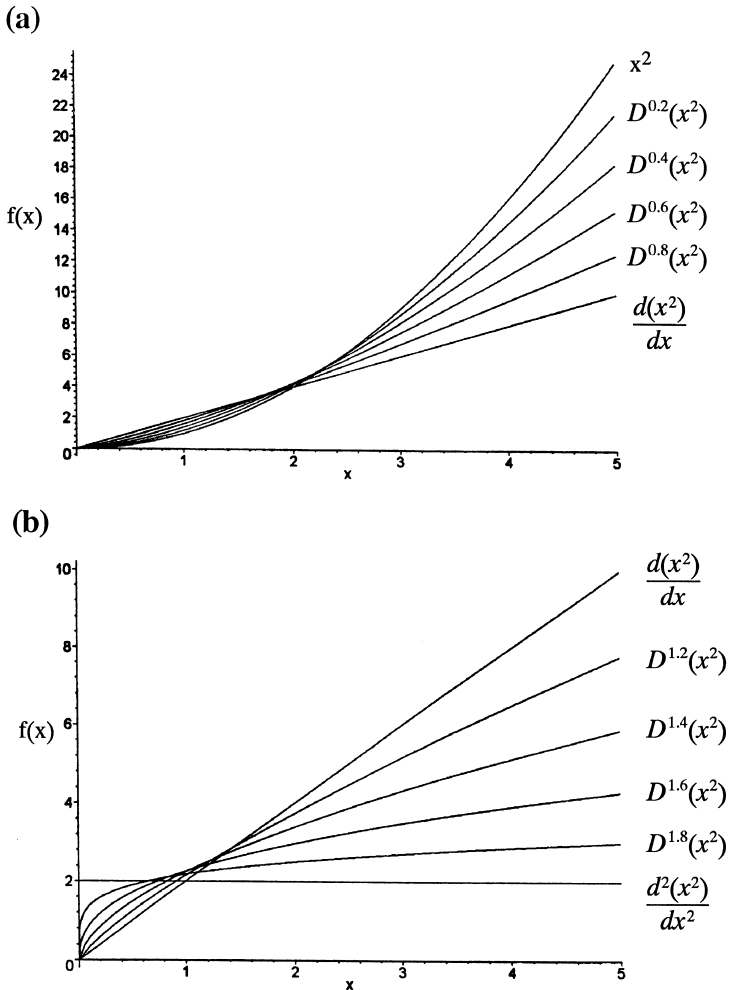 (a)
24
22
20
18
16
14
12
10
8
6
4
2
0
f(x)
x²
D^0.2(x²)
D^0.4(x²)
D^0.6(x²)
D^0.8(x²)
d(x²)
dx
1 2 3 4 5
x
(b)
10
8
6
4
2
0
f(x)
d(x²)
dx
D^1.2(x²)
D^1.4(x²)
D^1.6(x²)
D^1.8(x²)
d²(x²)
dx²
1 2 3 4 5
x